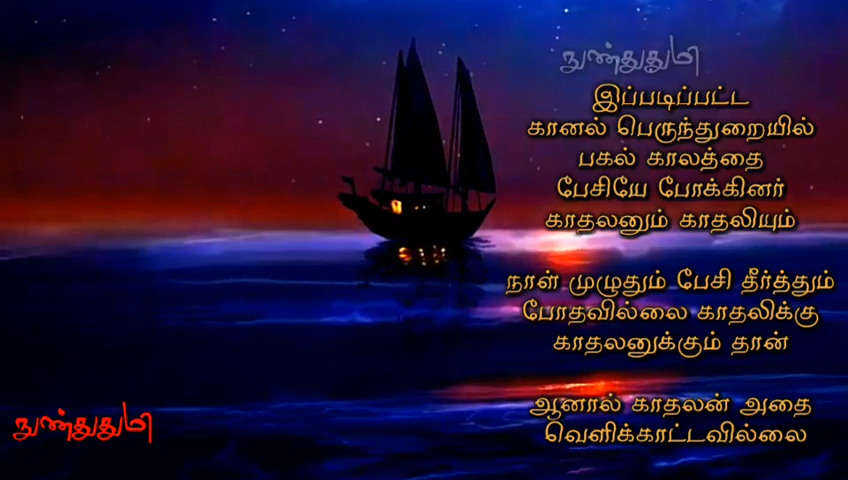 நுண்துதுமி
இப்படிப்பட்ட
கானல் பெருந்துறையில்
பகல் காலத்தை
பேசியே போக்கினர்
காதலனும் காதலியும்
நாள் முழுதும் பேசி தீர்த்தும்
போதவில்லை காதலிக்கு
காதலனுக்கும் தான்
ஆனால் காதலன் அதை
வெளிக்காட்டவில்லை
நுண்துதுமி